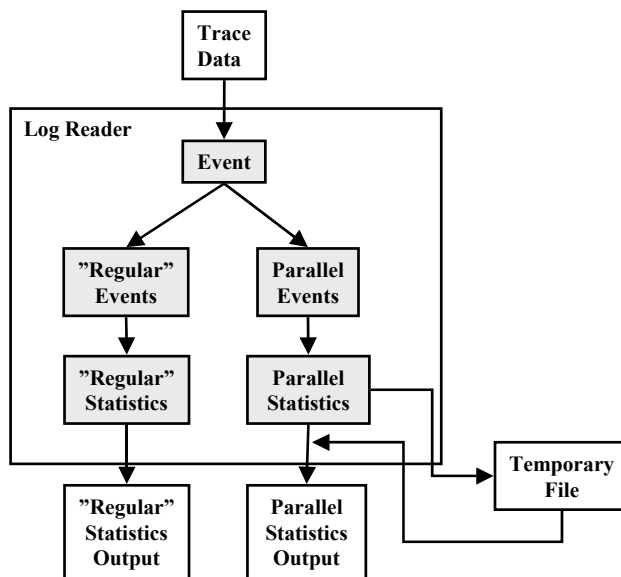 Trace
Data
Log Reader
Event
”Regular”
Events
Parallel
Events
”Regular”
Statistics
Parallel
Statistics
Temporary
File
”Regular”
Statistics
Output
Parallel
Statistics
Output